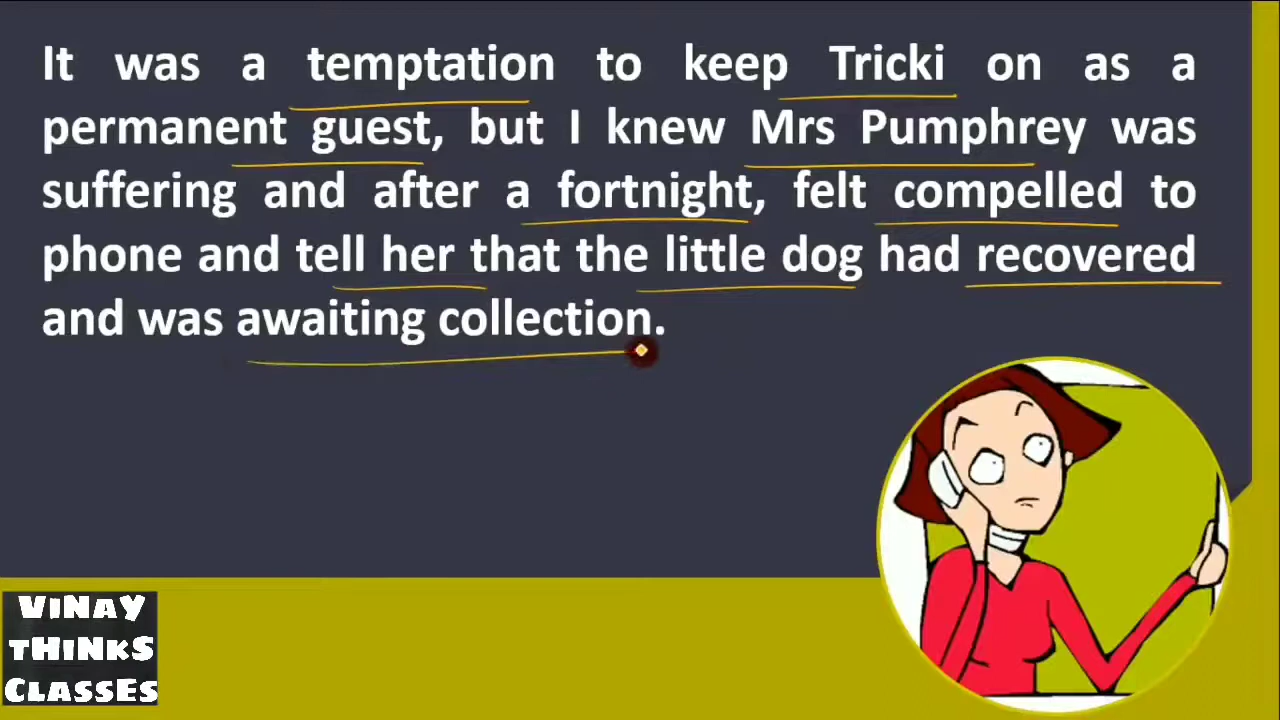 It was a temptation to keep Tricki on as a
permanent guest, but I knew Mrs Pumphrey was
suffering and after a fortnight, felt compelled to
phone and tell her that the little dog had recovered
and was awaiting collection.
ViNAY
THiNKS
CLASSES